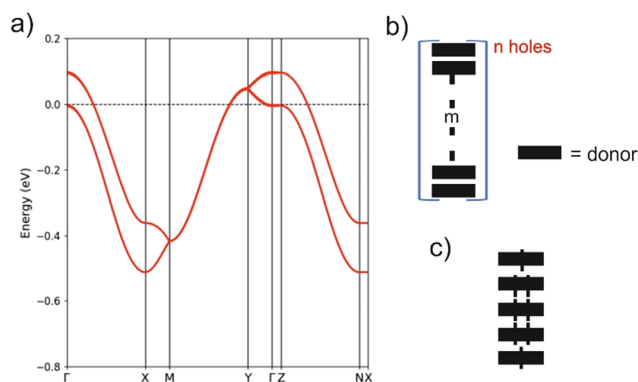 a)
0.2
0.0
−0.2
−0.4
−0.6
−0.8
Energy (eV)
Γ X M Y Γ Z N X
b)
n holes
m
= donor
c)